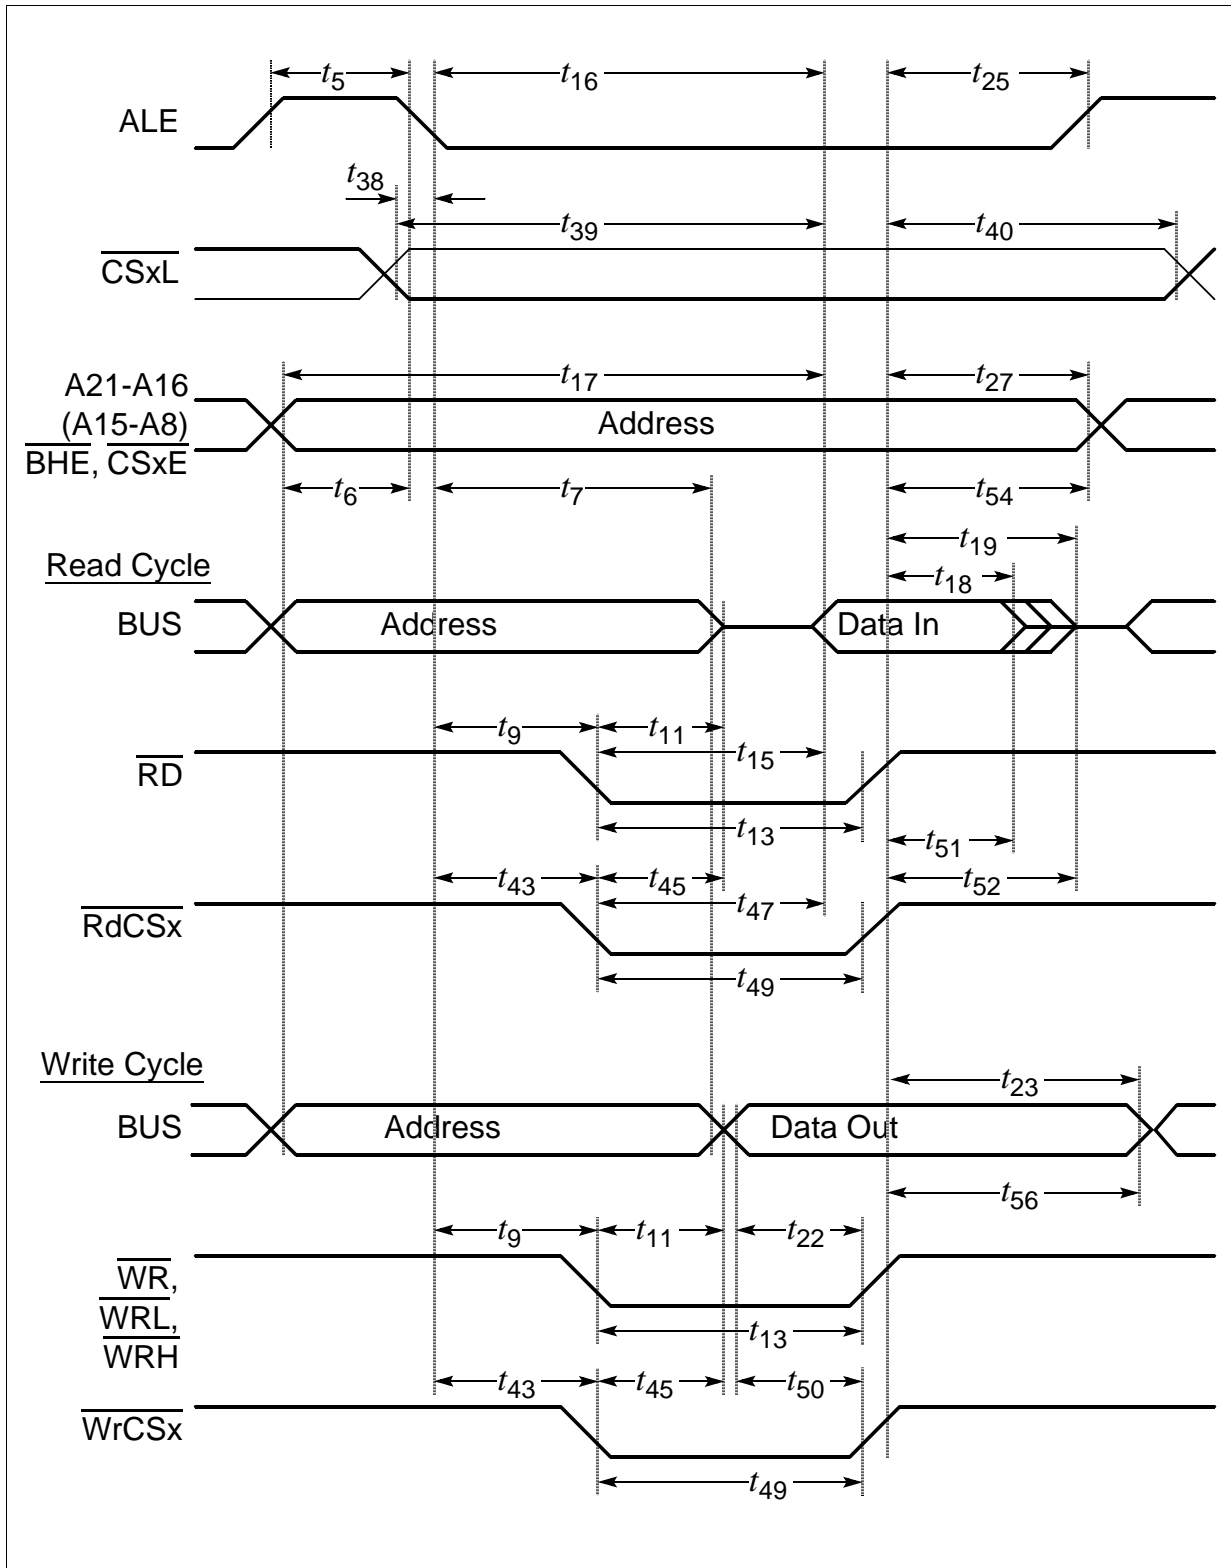 t5 t16 t25
ALE
t38
t39 t40
CSxL
A21-A16
t17 t27
(A15-A8)
Address
BHE, CSxE
t6 t7 t54
t19
Read Cycle
t18
BUS Address Data In
t9 t11
t15
RD
t13
t51
t43 t45 t52
t47
RdCSx
t49
Write Cycle
t23
BUS Address Data Out
t56
t9 t11 t22
WR,
WRL,
t13
WRH
t43 t45 t50
WrCSx
t49